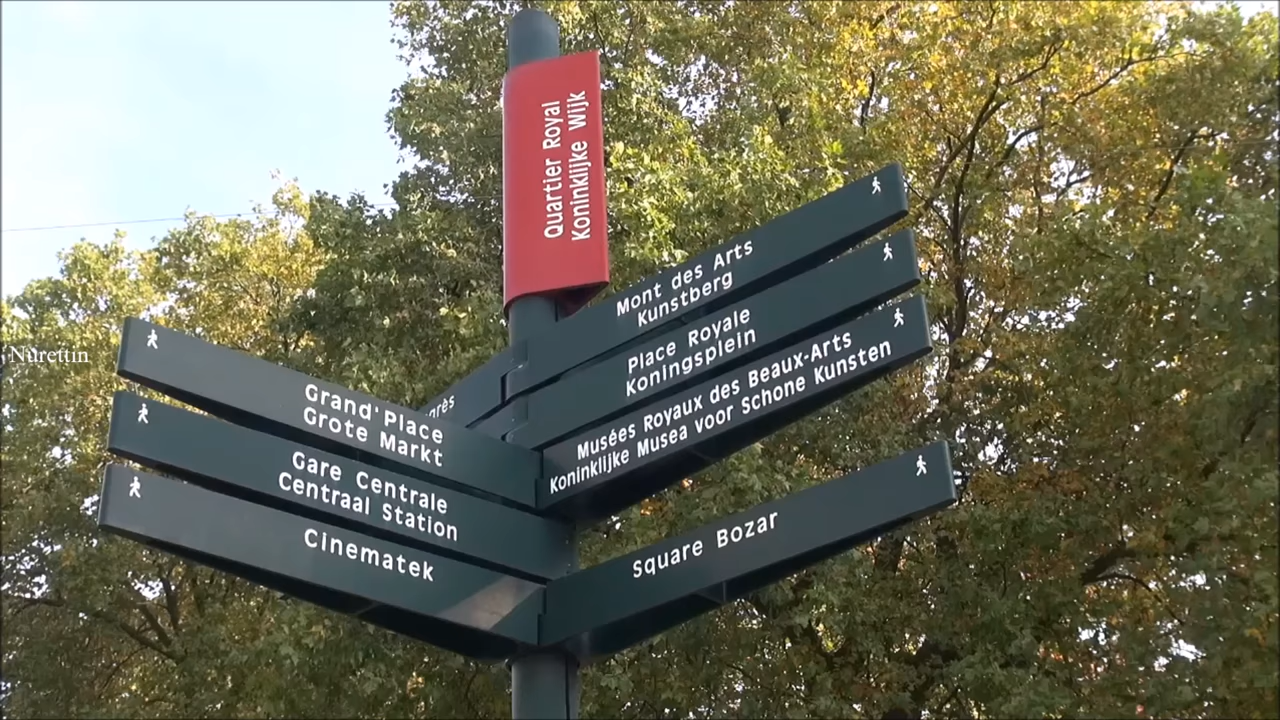 Quartier Royal
Koninklijke Wijk
Mont des Arts
Kunstberg
Place Royale
Koningsplein
Musées Royaux des Beaux-Arts
Koninklijke Musea voor Schone Kunsten
Square Bozar
Grand'Place
Grote Markt
Gare Centrale
Centraal Station
Cinematek
Nurettin